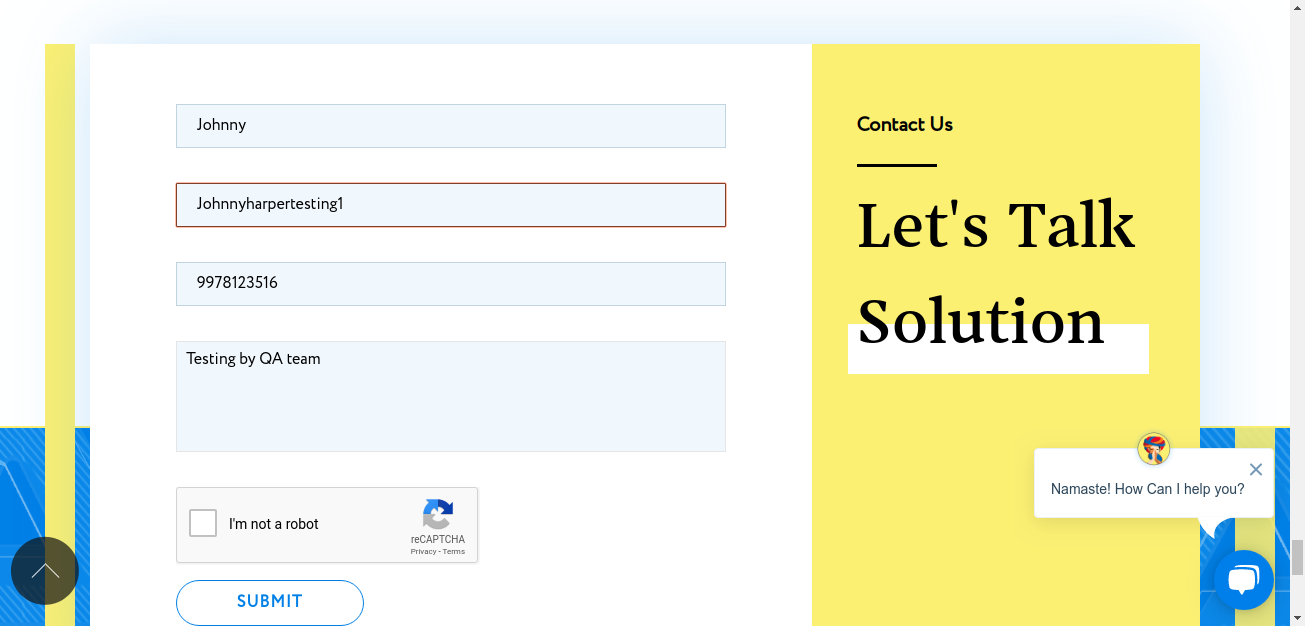 Johnny
Johnnyharpertesting1
9978123516
Testing by QA team
I'm not a robot
reCAPTCHA
Privacy - Terms
SUBMIT
Contact Us
Let's Talk
Solution
Namaste! How Can I help you?